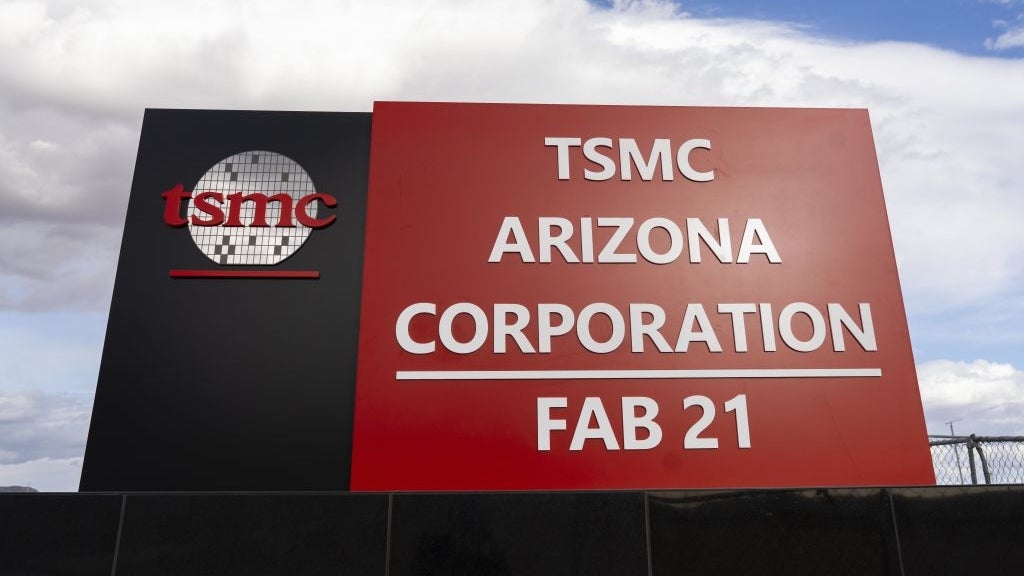 tsmc
TSMC
ARIZONA
CORPORATION
FAB 21